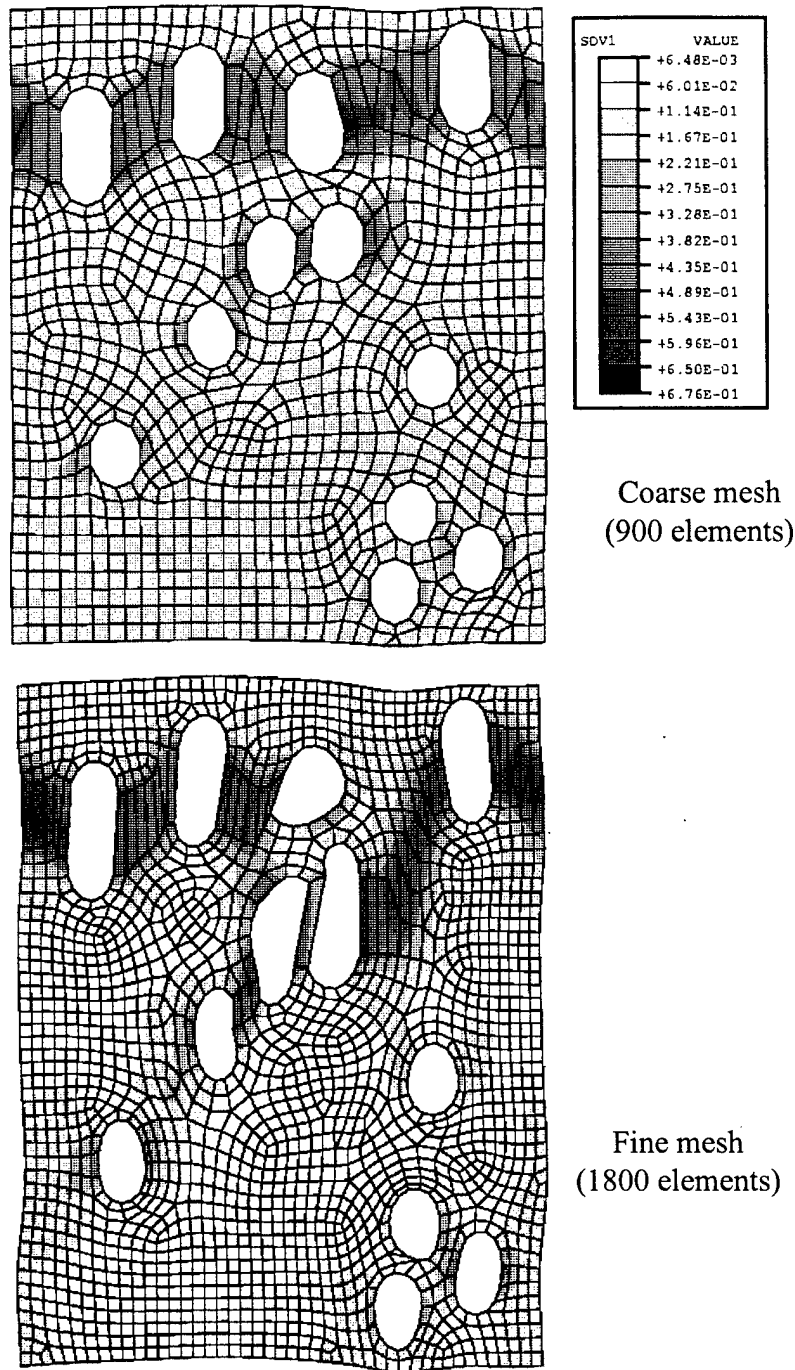 SDV1 VALUE
+6.48E-03
+6.01E-02
+1.14E-01
+1.67E-01
+2.21E-01
+2.75E-01
+3.28E-01
+3.82E-01
+4.35E-01
+4.89E-01
+5.43E-01
+5.96E-01
+6.50E-01
+6.76E-01
Coarse mesh
(900 elements)
Fine mesh
(1800 elements)